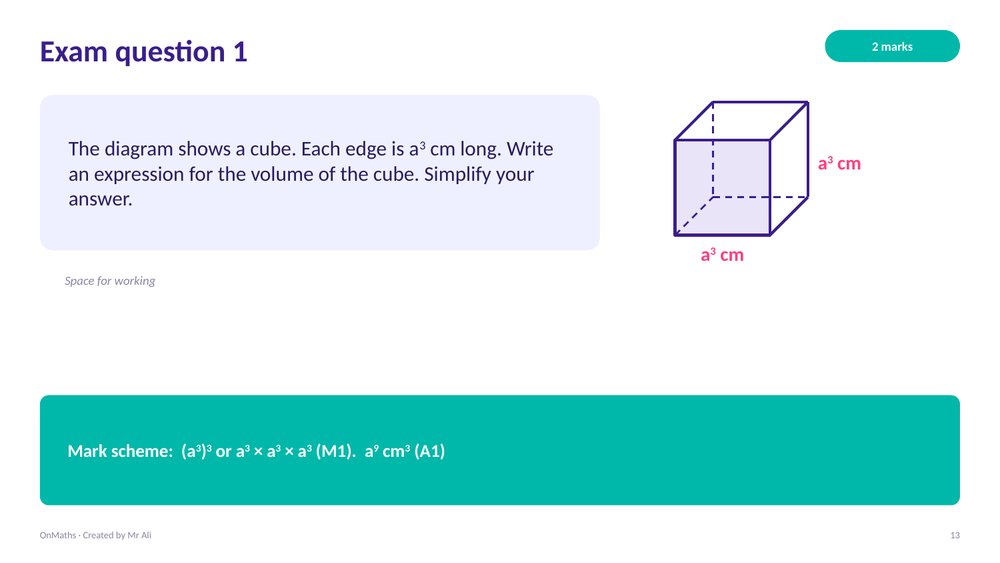 Exam question 1
2 marks
The diagram shows a cube. Each edge is a³ cm long. Write
an expression for the volume of the cube. Simplify your
answer.
a³ cm
a³ cm
Space for working
Mark scheme:  (a³)³ or a³ × a³ × a³ (M1).  a⁹ cm³ (A1)
OnMaths · Created by Mr Ali
13